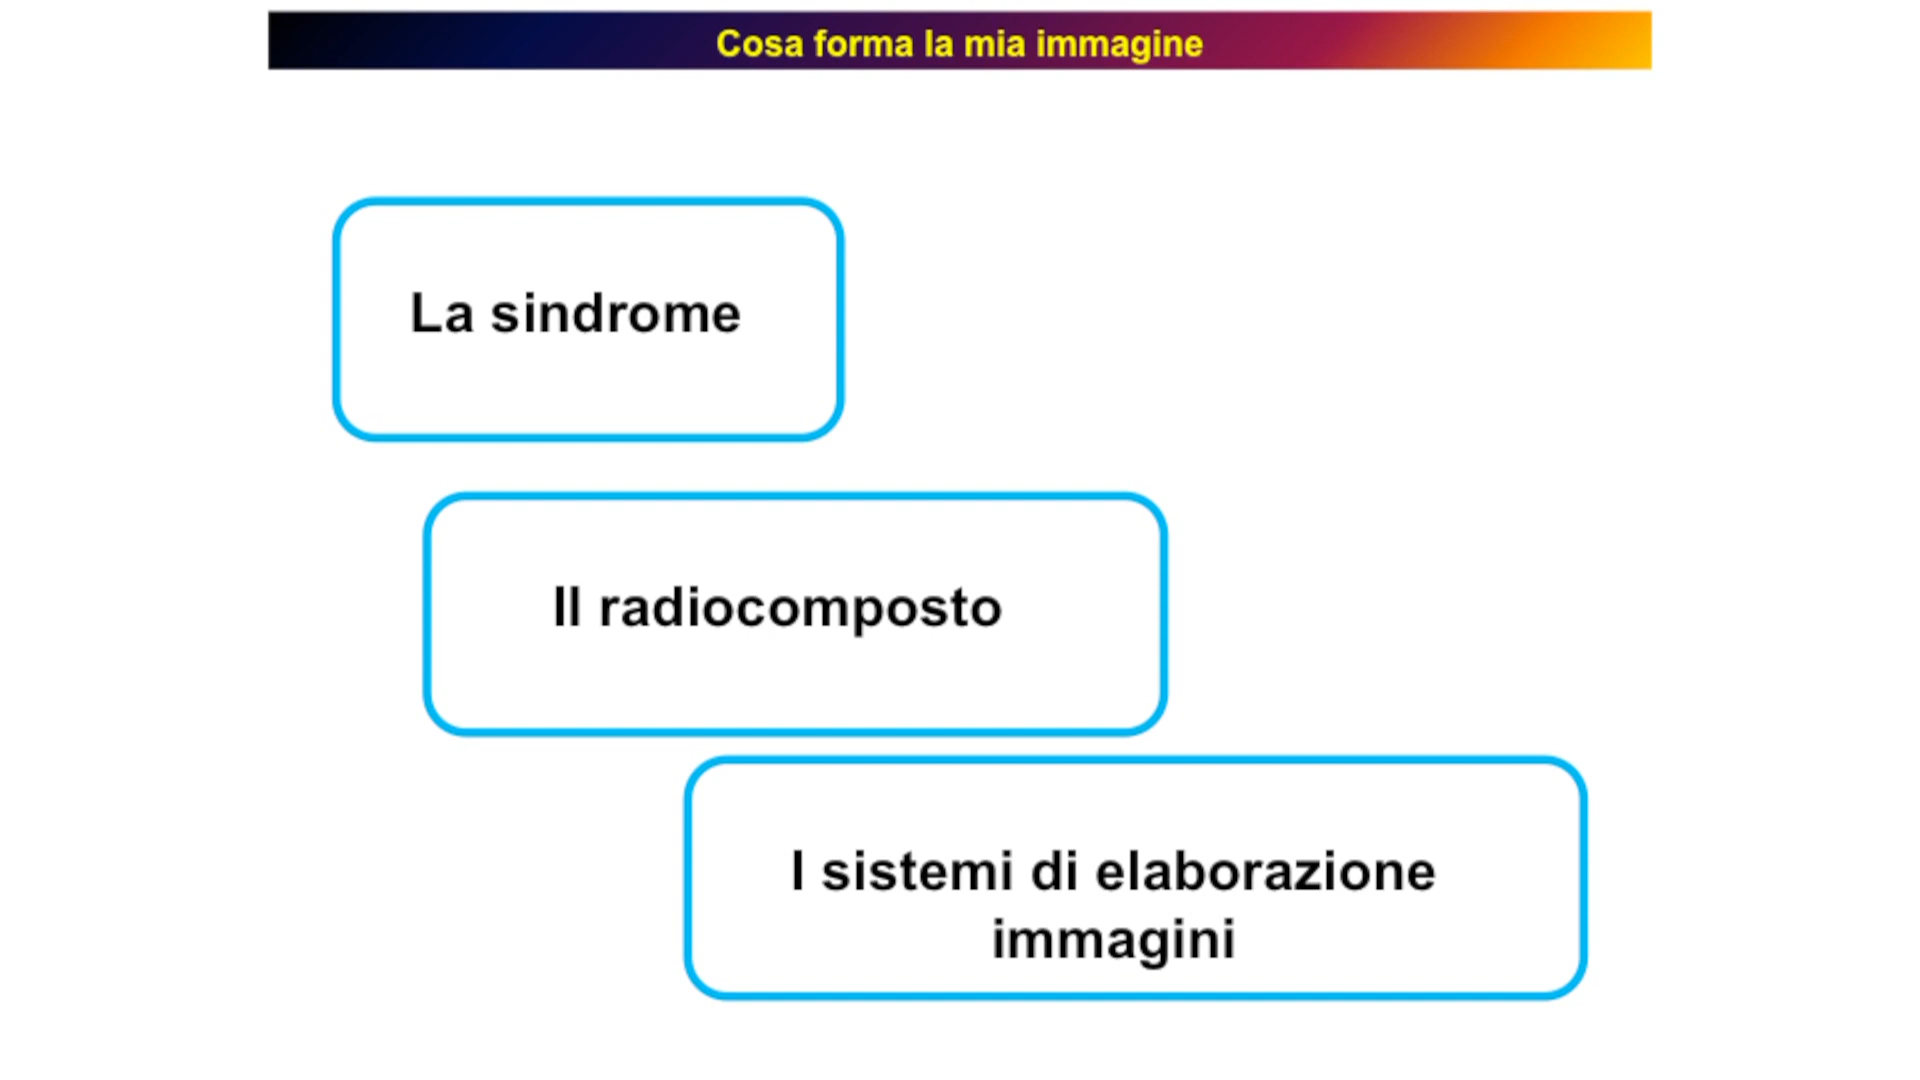 Cosa forma la mia immagine
La sindrome
Il radiocomposto
I sistemi di elaborazione
immagini